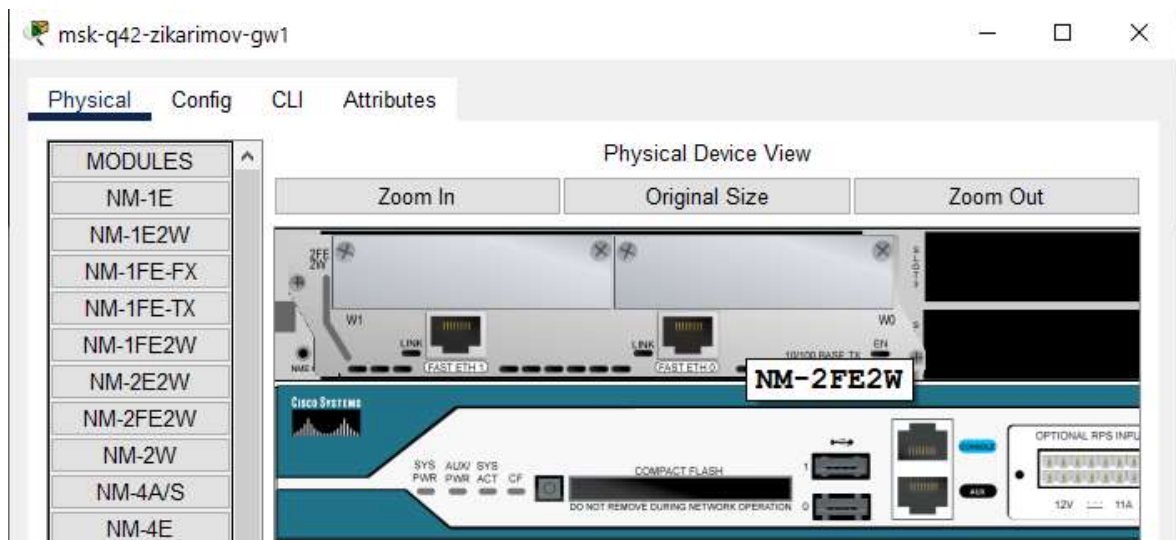 msk-q42-zikarimov-gw1
Physical Config CLI Attributes
MODULES
NM-1E
NM-1E2W
NM-1FE-FX
NM-1FE-TX
NM-1FE2W
NM-2E2W
NM-2FE2W
NM-2W
NM-4A/S
NM-4E
Physical Device View
Zoom In Original Size Zoom Out
2FE
2W
W1
W0
LINK
LINK
EN
FAST ETH 1
FAST ETH 0
10/100 BASE TX
NM-2FE2W
CISCO SYSTEMS
SYS PWR
AUX/ PWR
SYS ACT
CF
COMPACT FLASH
DO NOT REMOVE DURING NETWORK OPERATION
1
0
CONSOLE
AUX
OPTIONAL RPS INPU
12V 11A